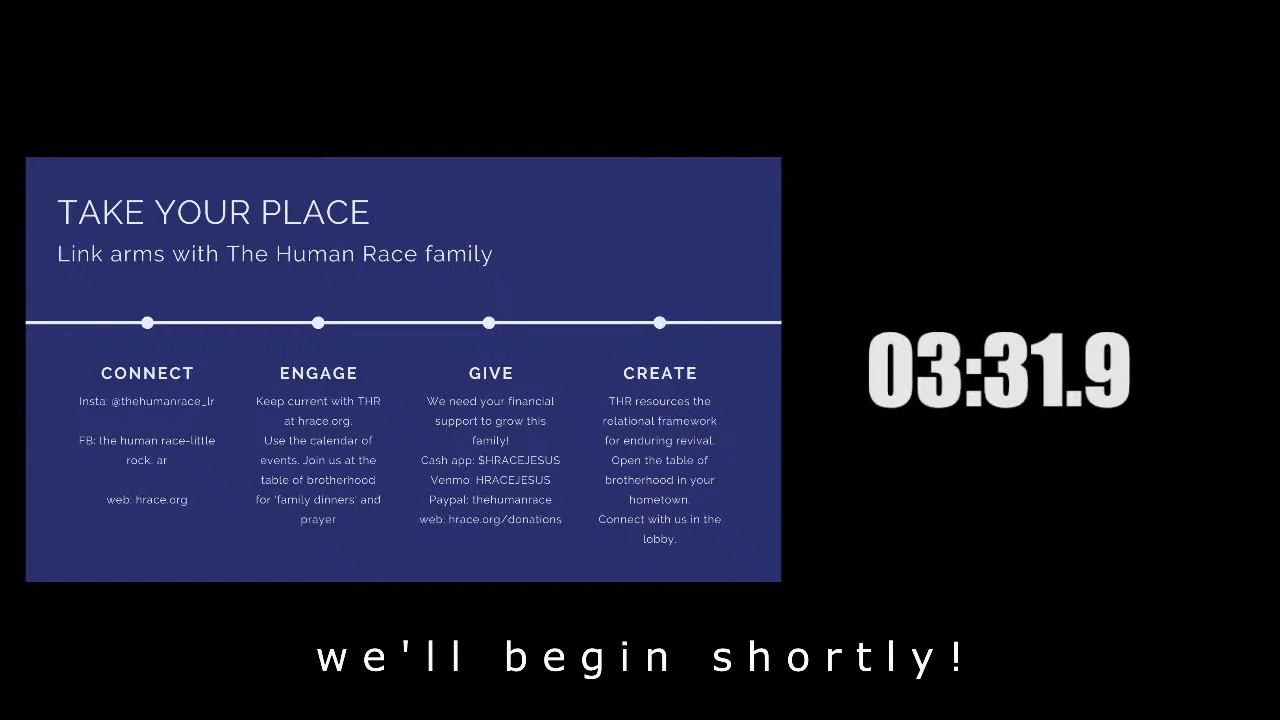 TAKE YOUR PLACE
Link arms with The Human Race family
CONNECT
Insta: @thehumanrace_lr
FB: the human race-little
rock. ar
web: hrace.org
ENGAGE
Keep current with THR
at hrace.org.
Use the calendar of
events. Join us at the
table of brotherhood
for 'family dinners' and
prayer
GIVE
We need your financial
support to grow this
family!
Cash app: $HRACEJESUS
Venmo: HRACEJESUS
Paypal: thehumanrace
web: hrace.org/donations
CREATE
THR resources the
relational framework
for enduring revival.
Open the table of
brotherhood in your
hometown.
Connect with us in the
lobby.
03:31.9
we'll begin shortly!